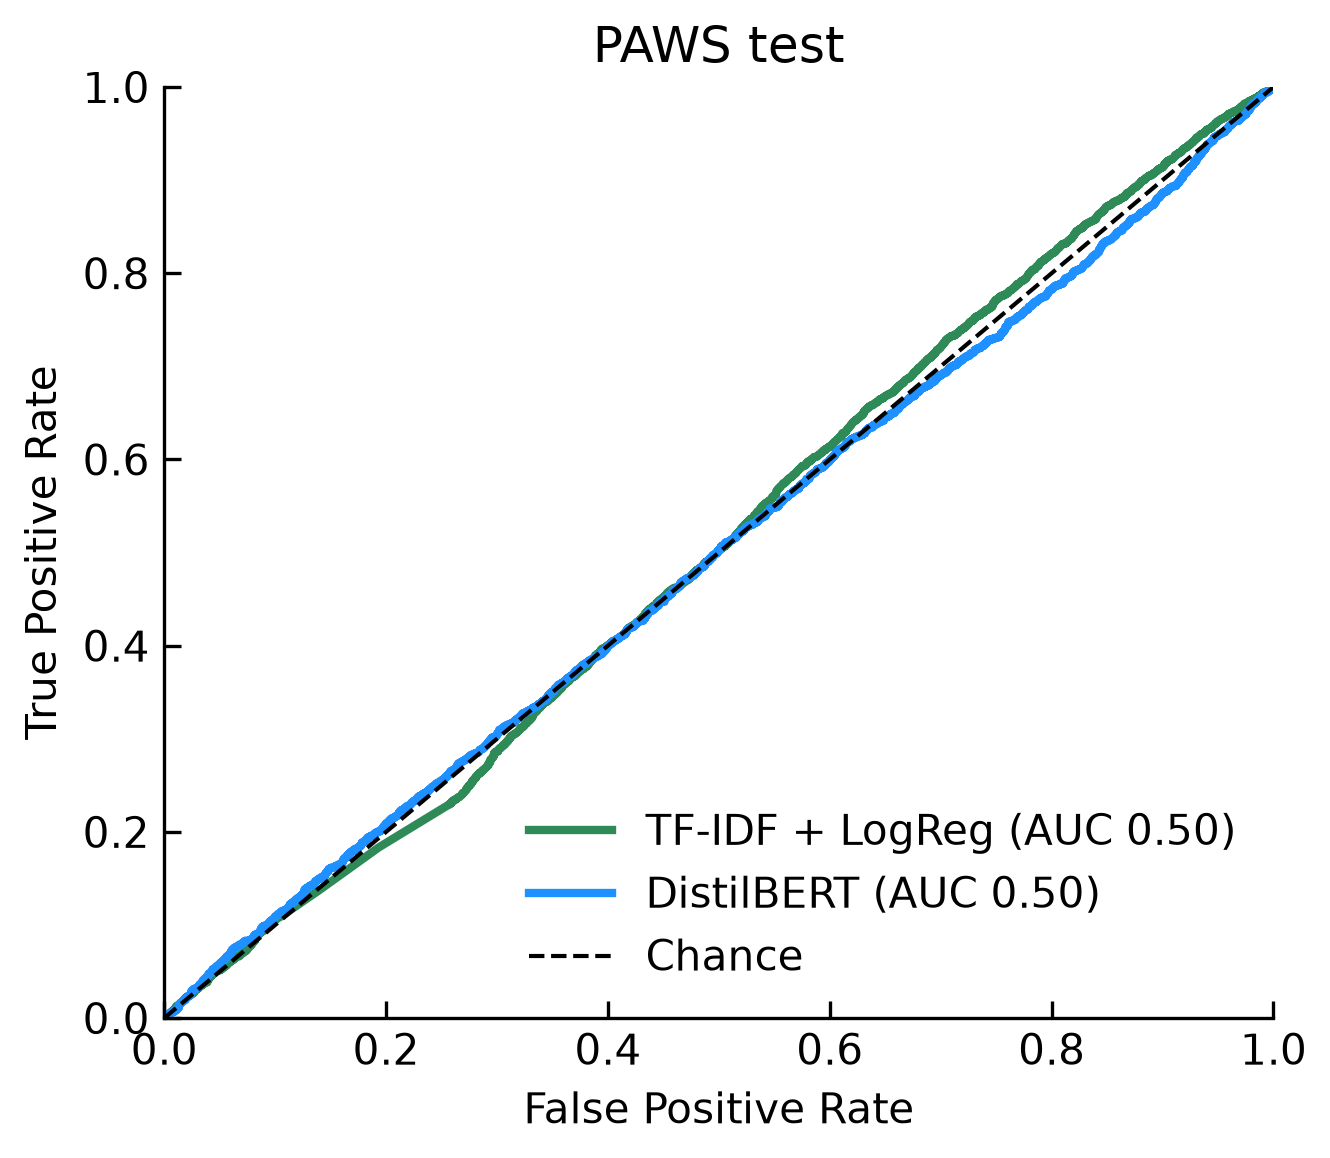 PAWS test
True Positive Rate
1.0
0.8
0.6
0.4
0.2
0.0
TF-IDF + LogReg (AUC 0.50)
DistilBERT (AUC 0.50)
Chance
0.0 0.2 0.4 0.6 0.8 1.0
False Positive Rate